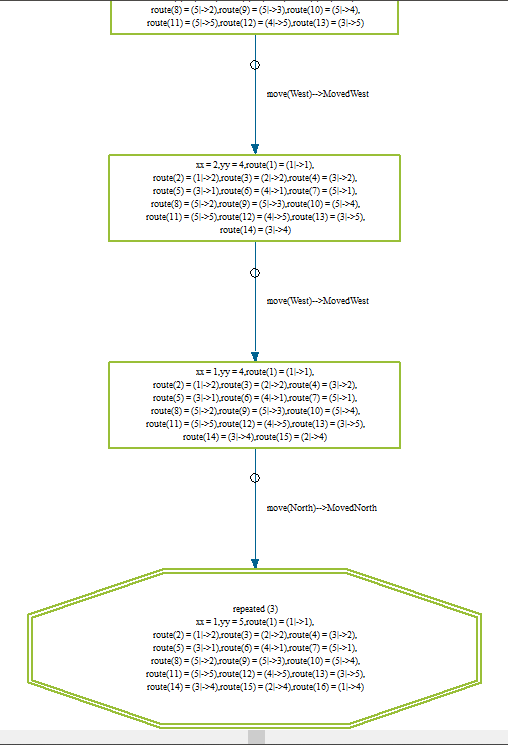 route(8) = (5|->2),route(9) = (5|->3),route(10) = (5|->4),
route(11) = (5|->5),route(12) = (4|->5),route(13) = (3|->5)
move(West)-->MovedWest
xx = 2,yy = 4,route(1) = (1|->1),
route(2) = (1|->2),route(3) = (2|->2),route(4) = (3|->2),
route(5) = (3|->1),route(6) = (4|->1),route(7) = (5|->1),
route(8) = (5|->2),route(9) = (5|->3),route(10) = (5|->4),
route(11) = (5|->5),route(12) = (4|->5),route(13) = (3|->5),
route(14) = (3|->4)
move(West)-->MovedWest
xx = 1,yy = 4,route(1) = (1|->1),
route(2) = (1|->2),route(3) = (2|->2),route(4) = (3|->2),
route(5) = (3|->1),route(6) = (4|->1),route(7) = (5|->1),
route(8) = (5|->2),route(9) = (5|->3),route(10) = (5|->4),
route(11) = (5|->5),route(12) = (4|->5),route(13) = (3|->5),
route(14) = (3|->4),route(15) = (2|->4)
move(North)-->MovedNorth
repeated (3)
xx = 1,yy = 5,route(1) = (1|->1),
route(2) = (1|->2),route(3) = (2|->2),route(4) = (3|->2),
route(5) = (3|->1),route(6) = (4|->1),route(7) = (5|->1),
route(8) = (5|->2),route(9) = (5|->3),route(10) = (5|->4),
route(11) = (5|->5),route(12) = (4|->5),route(13) = (3|->5),
route(14) = (3|->4),route(15) = (2|->4),route(16) = (1|->4)